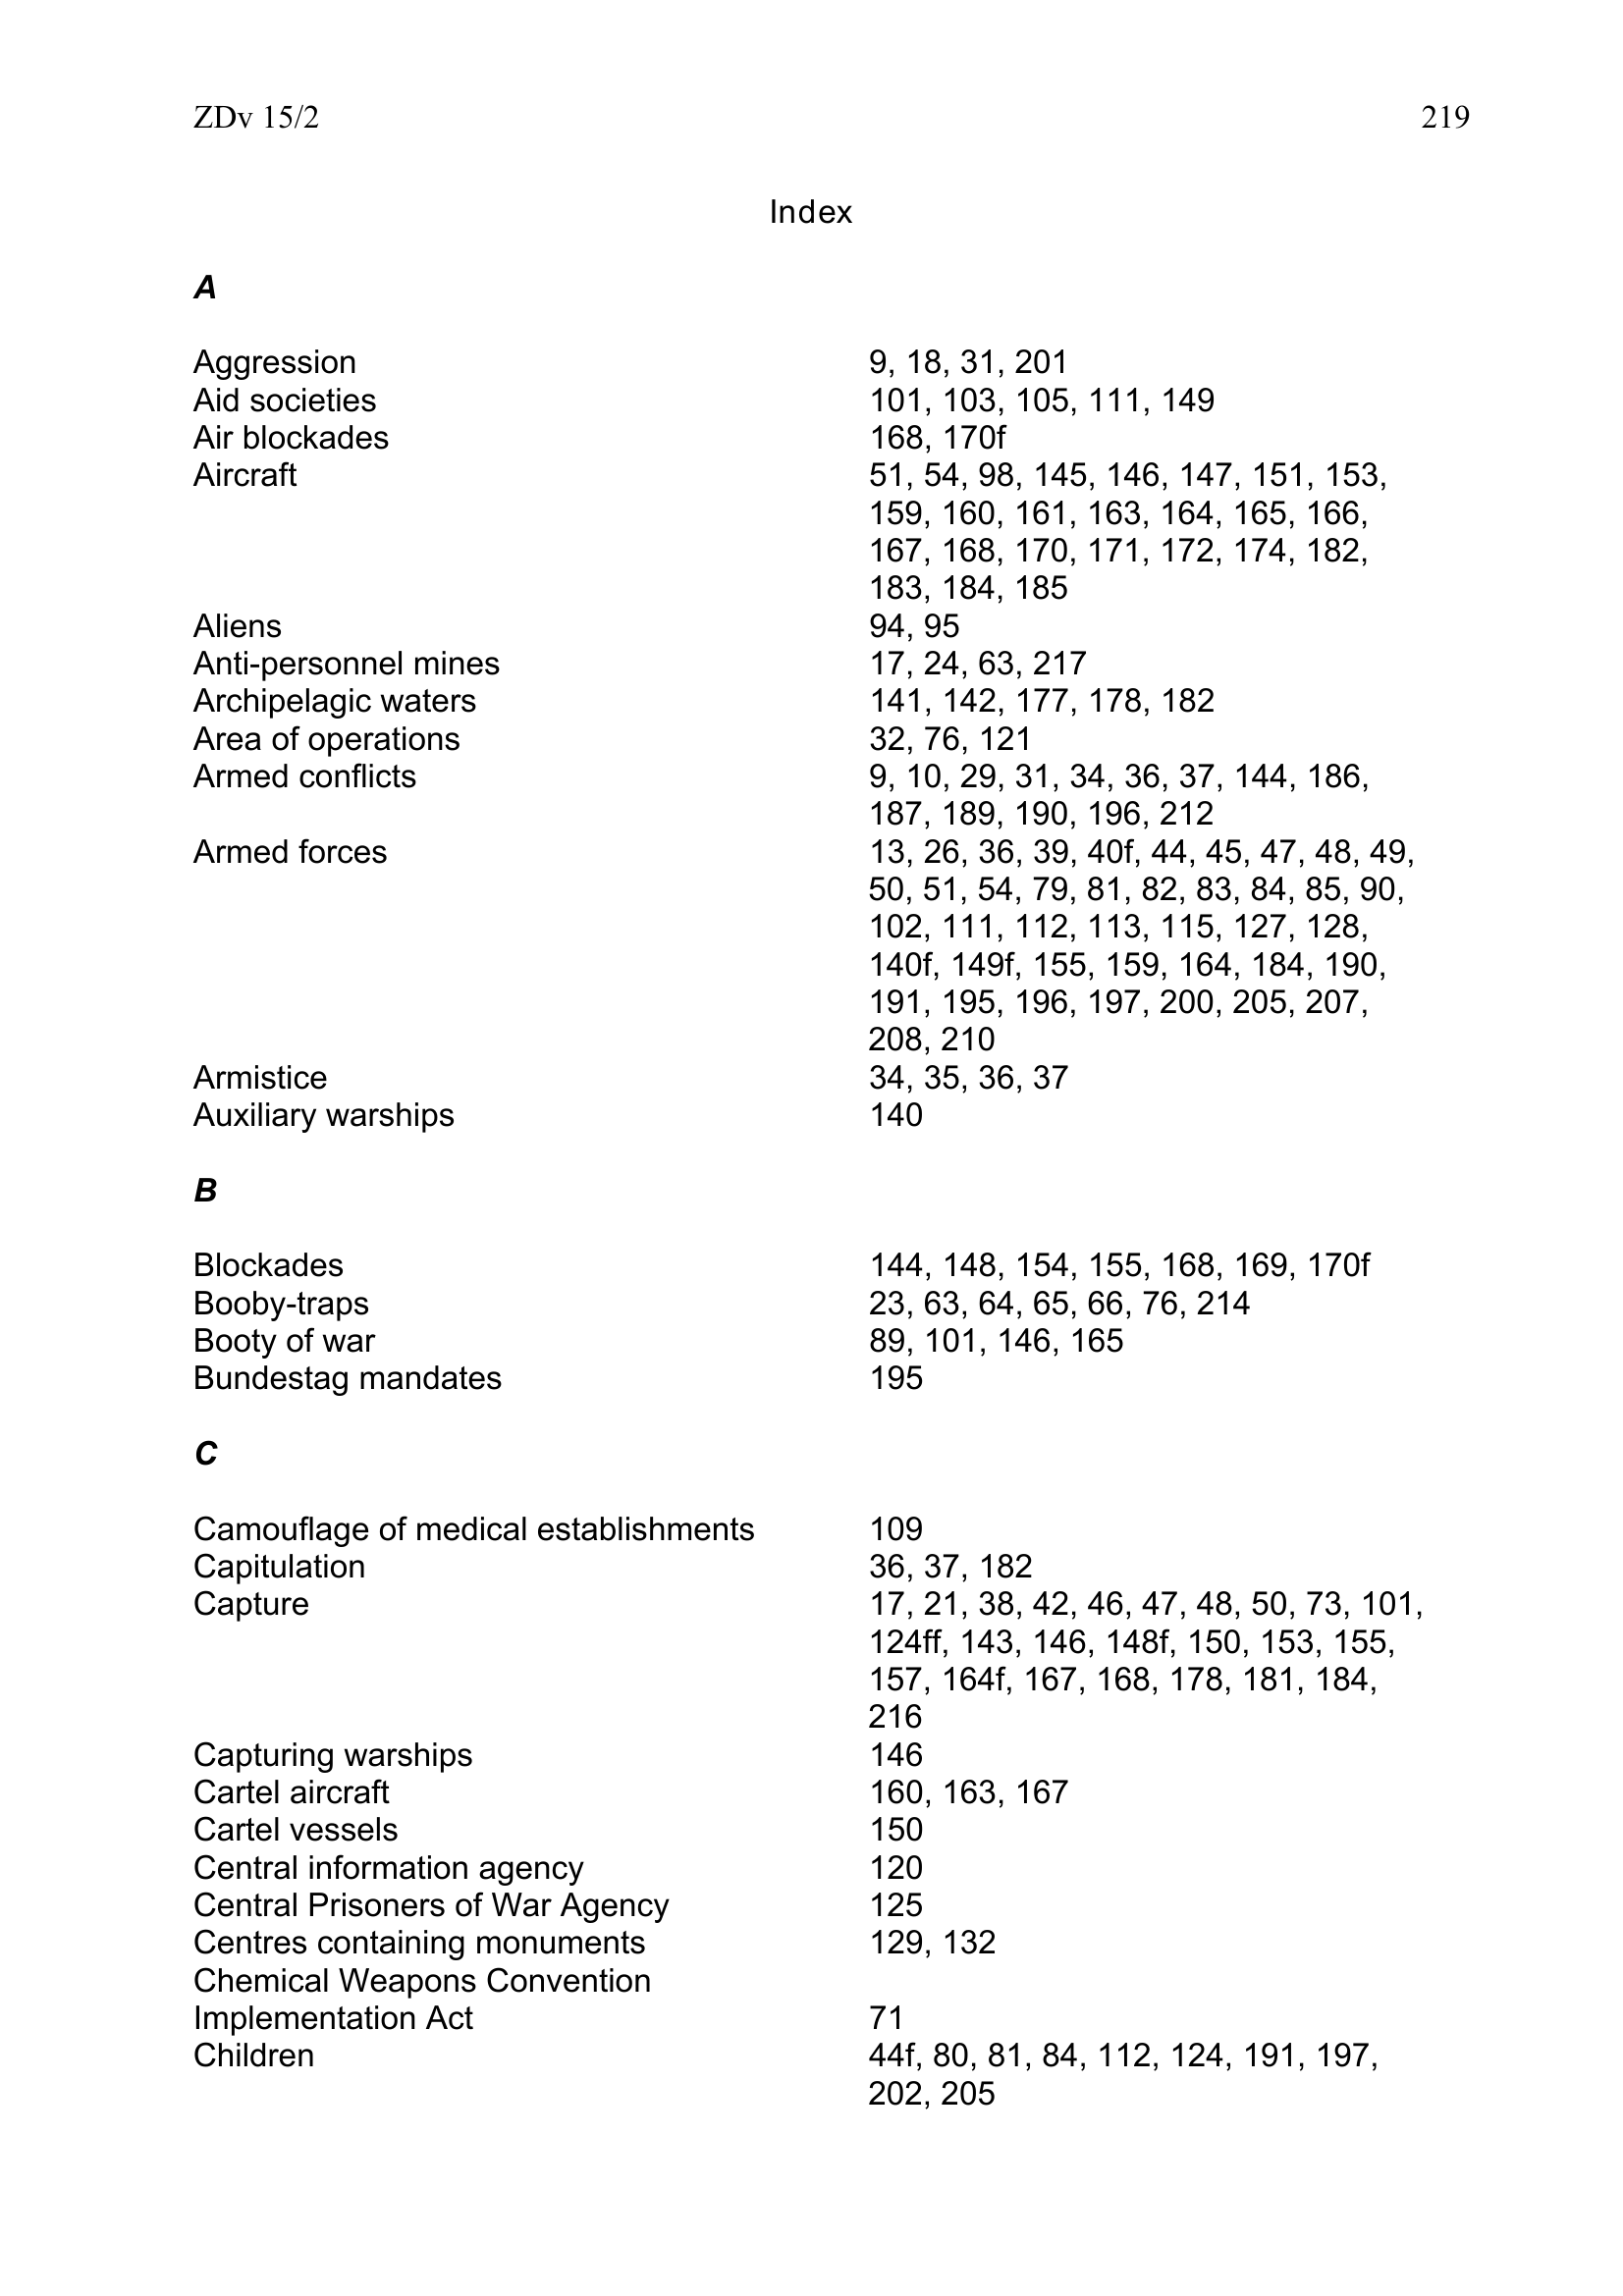 ZDv 15/2 219
Index
A
Aggression 9, 18, 31, 201
Aid societies 101, 103, 105, 111, 149
Air blockades 168, 170f
Aircraft 51, 54, 98, 145, 146, 147, 151, 153,
159, 160, 161, 163, 164, 165, 166,
167, 168, 170, 171, 172, 174, 182,
183, 184, 185
Aliens 94, 95
Anti-personnel mines 17, 24, 63, 217
Archipelagic waters 141, 142, 177, 178, 182
Area of operations 32, 76, 121
Armed conflicts 9, 10, 29, 31, 34, 36, 37, 144, 186,
187, 189, 190, 196, 212
Armed forces 13, 26, 36, 39, 40f, 44, 45, 47, 48, 49,
50, 51, 54, 79, 81, 82, 83, 84, 85, 90,
102, 111, 112, 113, 115, 127, 128,
140f, 149f, 155, 159, 164, 184, 190,
191, 195, 196, 197, 200, 205, 207,
208, 210
Armistice 34, 35, 36, 37
Auxiliary warships 140
B
Blockades 144, 148, 154, 155, 168, 169, 170f
Booby-traps 23, 63, 64, 65, 66, 76, 214
Booty of war 89, 101, 146, 165
Bundestag mandates 195
C
Camouflage of medical establishments 109
Capitulation 36, 37, 182
Capture 17, 21, 38, 42, 46, 47, 48, 50, 73, 101,
124ff, 143, 146, 148f, 150, 153, 155,
157, 164f, 167, 168, 178, 181, 184,
216
Capturing warships 146
Cartel aircraft 160, 163, 167
Cartel vessels 150
Central information agency 120
Central Prisoners of War Agency 125
Centres containing monuments 129, 132
Chemical Weapons Convention
Implementation Act 71
Children 44f, 80, 81, 84, 112, 124, 191, 197,
202, 205